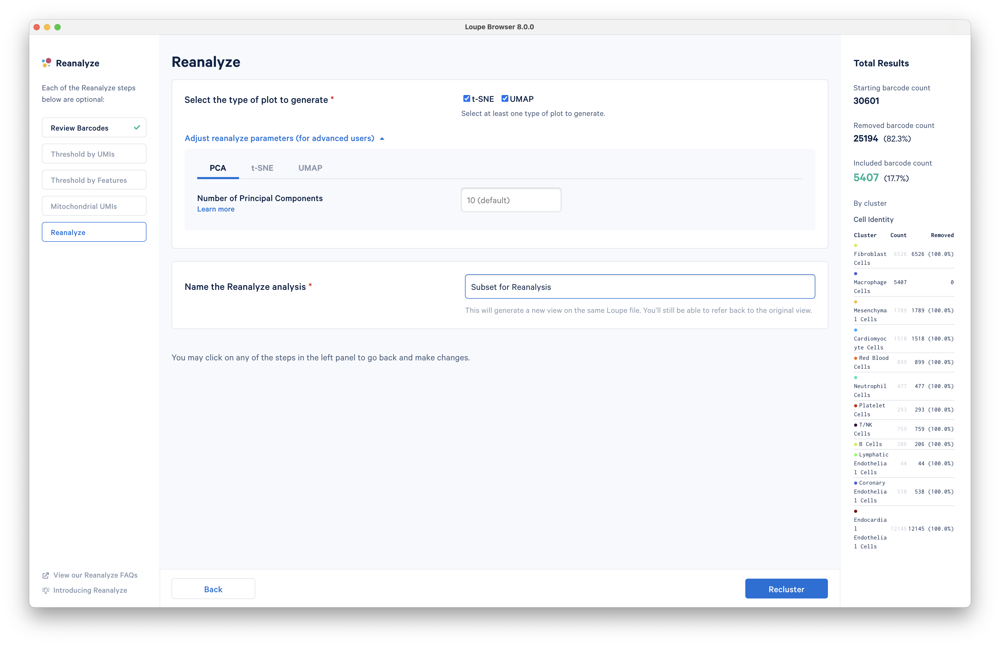 Loupe Browser 8.0.0
Reanalyze
Each of the Reanalyze steps
below are optional:
Review Barcodes
Threshold by UMIs
Threshold by Features
Mitochondrial UMIs
Reanalyze
View our Reanalyze FAQs
Introducing Reanalyze
Reanalyze
Select the type of plot to generate *
t-SNE UMAP
Select at least one type of plot to generate.
Adjust reanalyze parameters (for advanced users)
PCA t-SNE UMAP
Number of Principal Components
10 (default)
Learn more
Name the Reanalyze analysis *
Subset for Reanalysis
This will generate a new view on the same Loupe file. You’ll still be able to refer back to the original view.
You may click on any of the steps in the left panel to go back and make changes.
Back
Recluster
Total Results
Starting barcode count
30601
Removed barcode count
25194 (82.3%)
Included barcode count
5407 (17.7%)
By cluster
Cell Identity
Cluster Count Removed
Fibroblast 6526 6526 (100.0%)
Cells
Macrophage 5407 0
Cells
Mesenchyma 1789 1789 (100.0%)
l Cells
Cardiomyoc 1518 1518 (100.0%)
yte Cells
Red Blood 899 899 (100.0%)
Cells
Neutrophil 477 477 (100.0%)
Cells
Platelet 293 293 (100.0%)
Cells
T/NK 759 759 (100.0%)
Cells
B Cells 206 206 (100.0%)
Lymphatic
Endothelia 44 44 (100.0%)
l Cells
Coronary
Endothelia 538 538 (100.0%)
l Cells
Endocardia
l 12145 12145 (100.0%)
Endothelia
l Cells